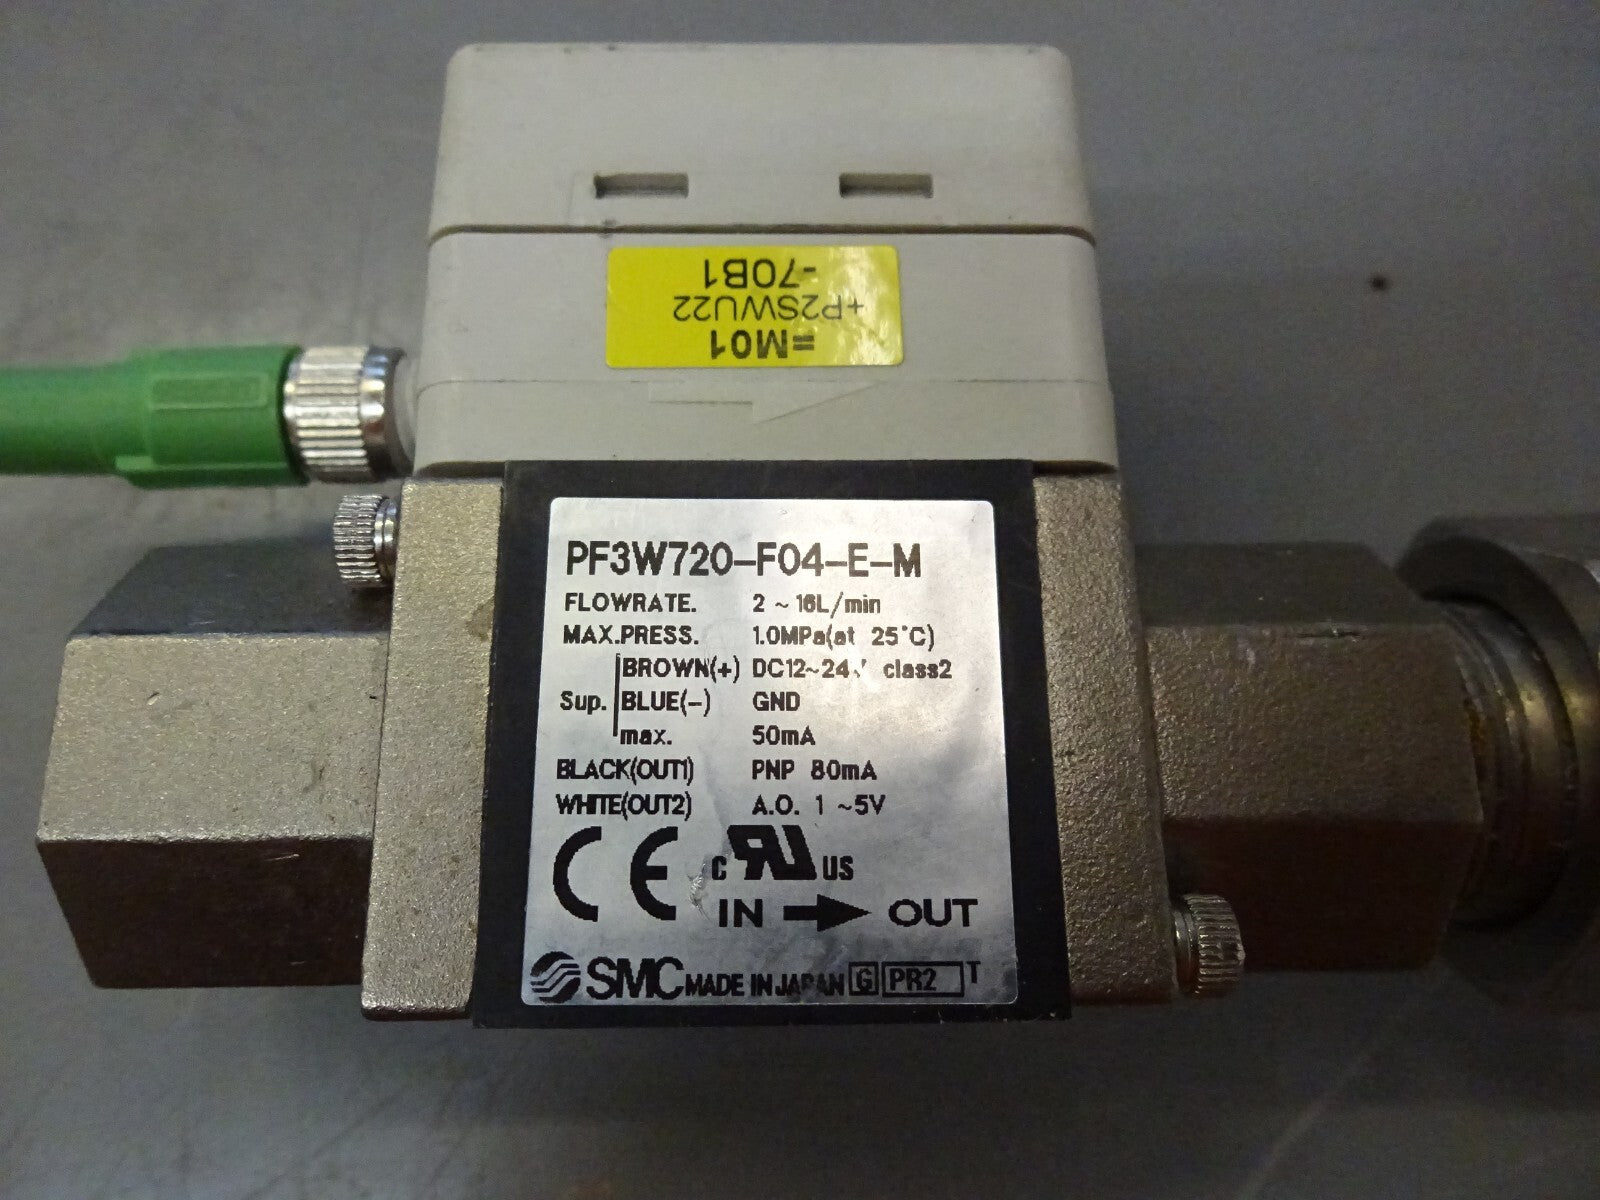 =M01
+P2SWU22
-70B1
PF3W720-F04-E-M
FLOWRATE. 2 ~ 16L/min
MAX.PRESS. 1.0MPa(at 25°C)
BROWN(+) DC12~24V class2
Sup. BLUE(-) GND
max. 50mA
BLACK(OUT1) PNP 80mA
WHITE(OUT2) A.O. 1 ~5V
CE c RU US
IN → OUT
SMC MADE IN JAPAN G PR2 T